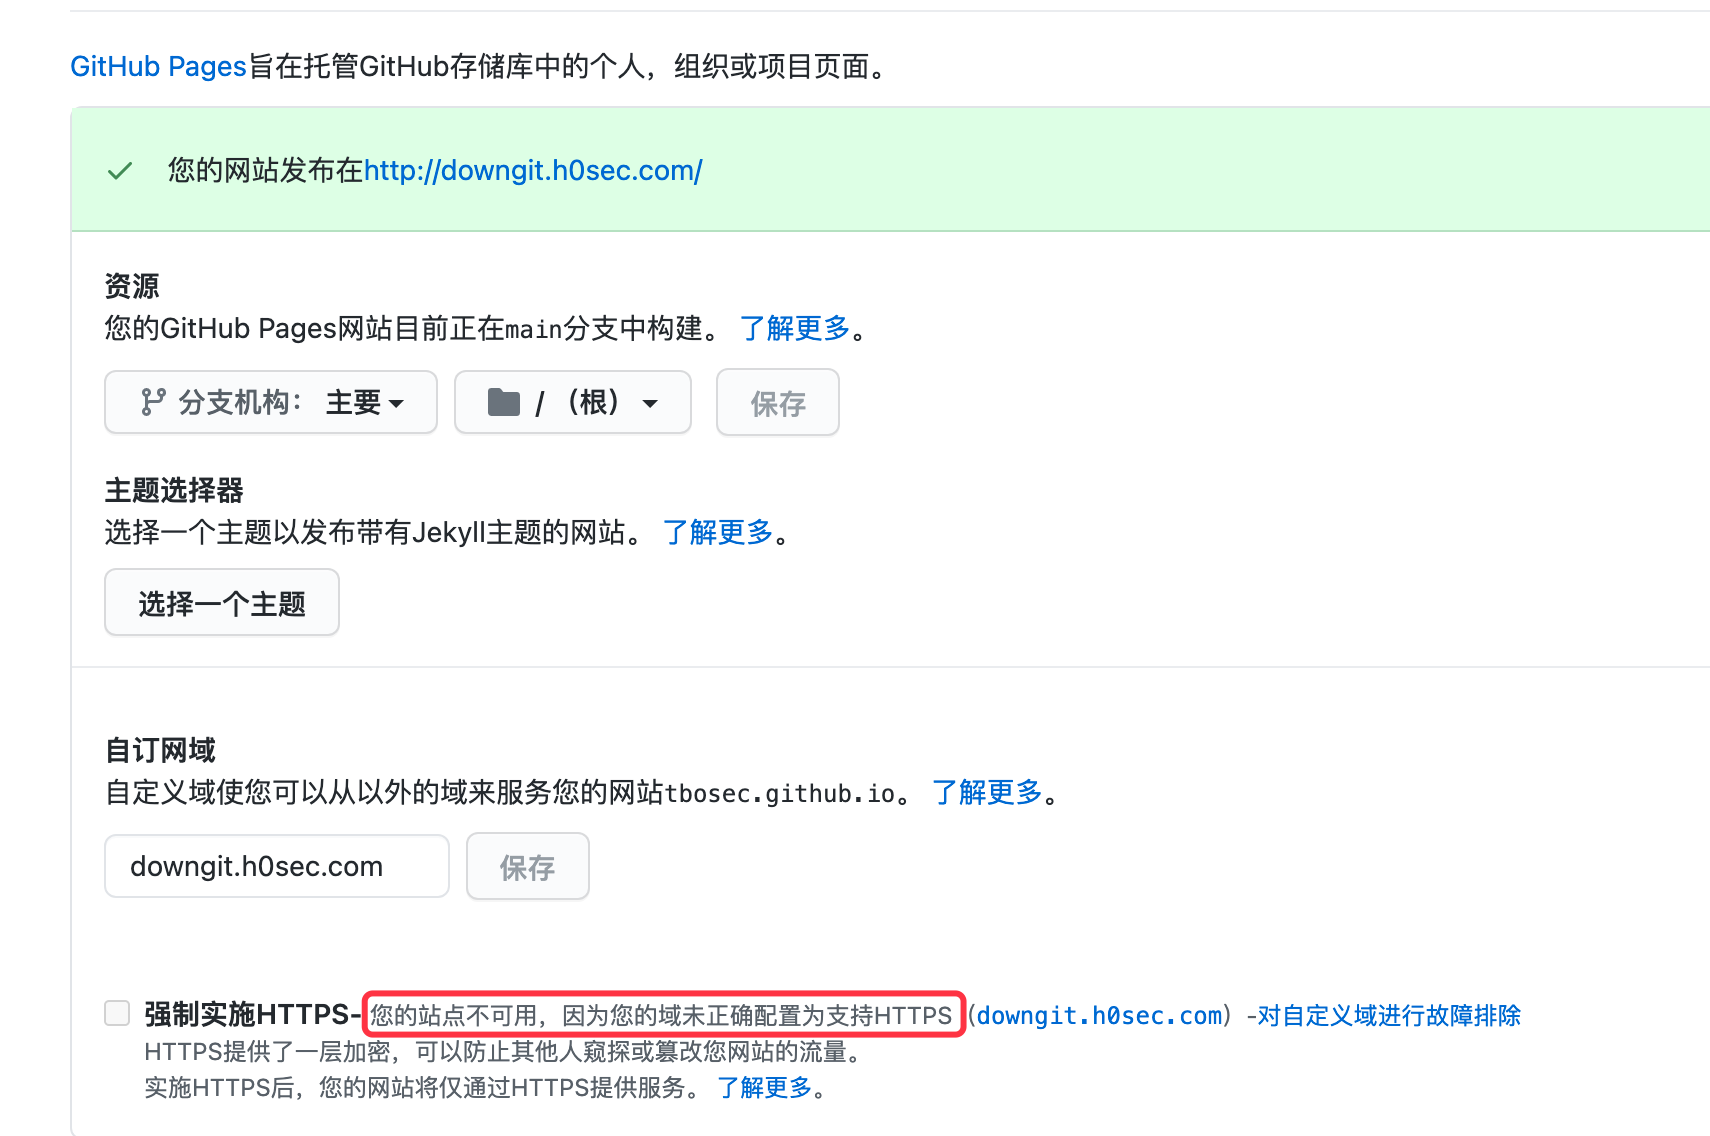 GitHub Pages旨在托管GitHub存储库中的个人，组织或项目页面。
您的网站发布在http://downgit.h0sec.com/
资源
您的GitHub Pages网站目前正在main分支中构建。 了解更多。
分支机构： 主要
/ （根）
保存
主题选择器
选择一个主题以发布带有Jekyll主题的网站。 了解更多。
选择一个主题
自订网域
自定义域使您可以从以外的域来服务您的网站tbosec.github.io。 了解更多。
downgit.h0sec.com
保存
强制实施HTTPS-您的站点不可用，因为您的域未正确配置为支持HTTPS（downgit.h0sec.com）-对自定义域进行故障排除
HTTPS提供了一层加密，可以防止其他人窥探或篡改您网站的流量。
实施HTTPS后，您的网站将仅通过HTTPS提供服务。 了解更多。